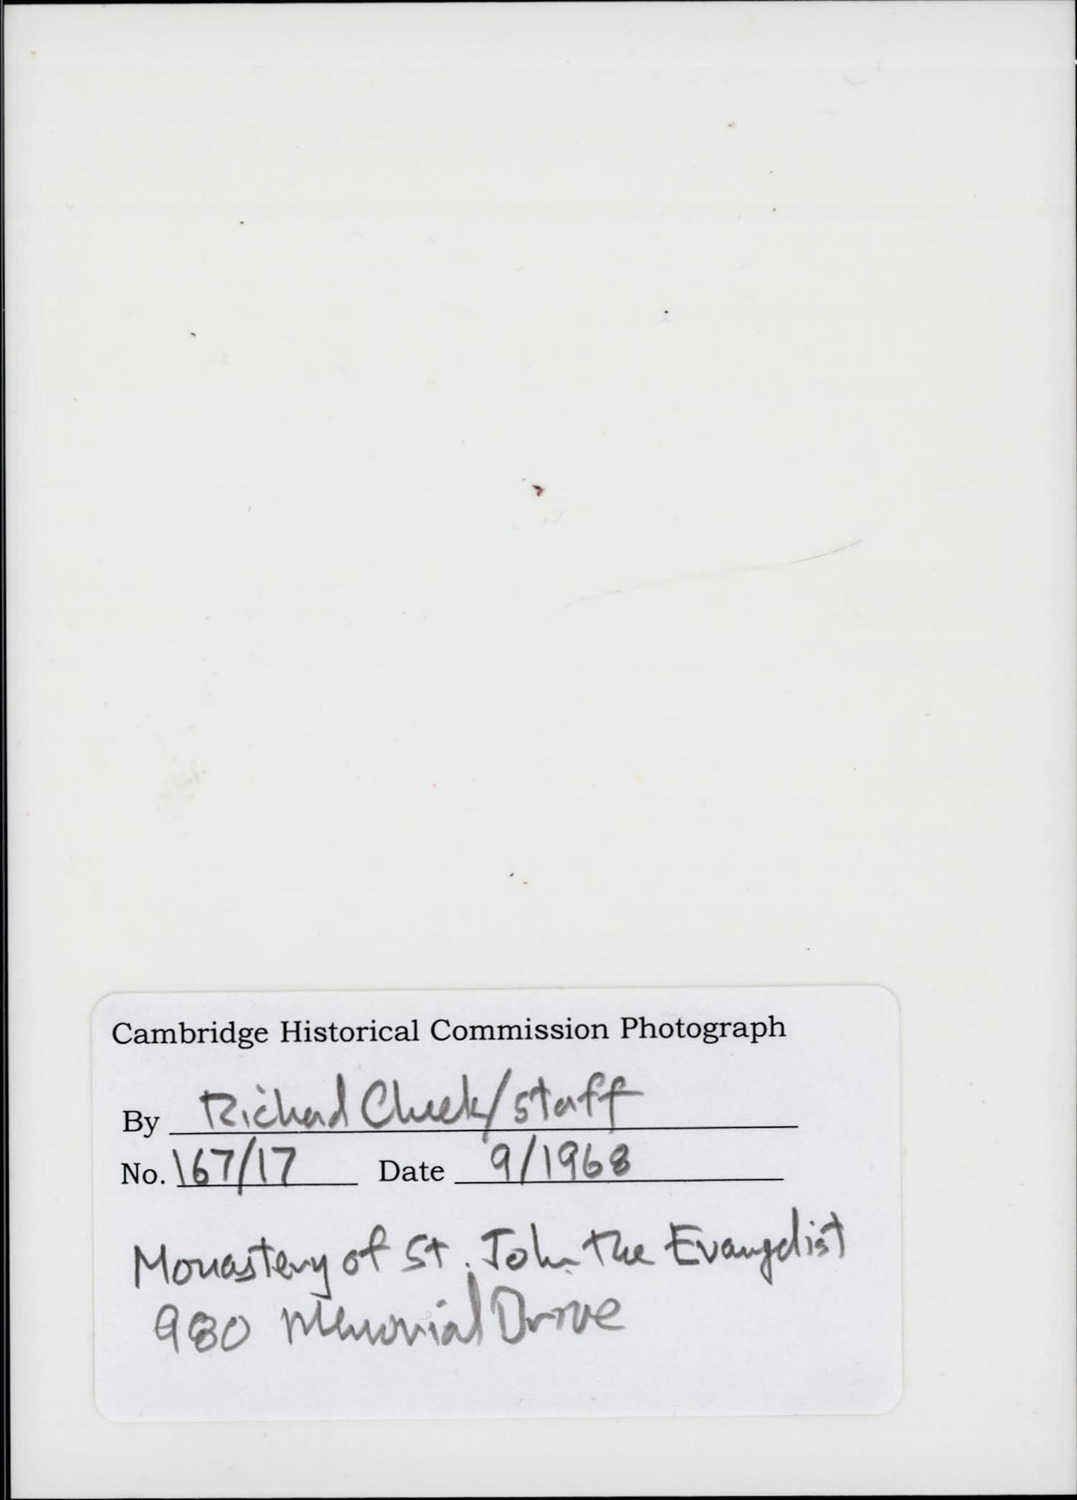 Cambridge Historical Commission Photograph
By Richard Cheek/staff
No. 167/17 Date 9/1968
Monastery of St. John the Evangelist
980 Memorial Drive